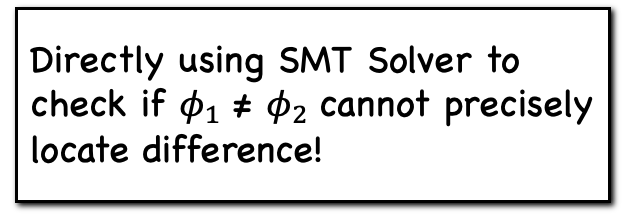 Directly using SMT Solver to
check if 𝜙₁ ≠ 𝜙₂ cannot precisely
locate difference!